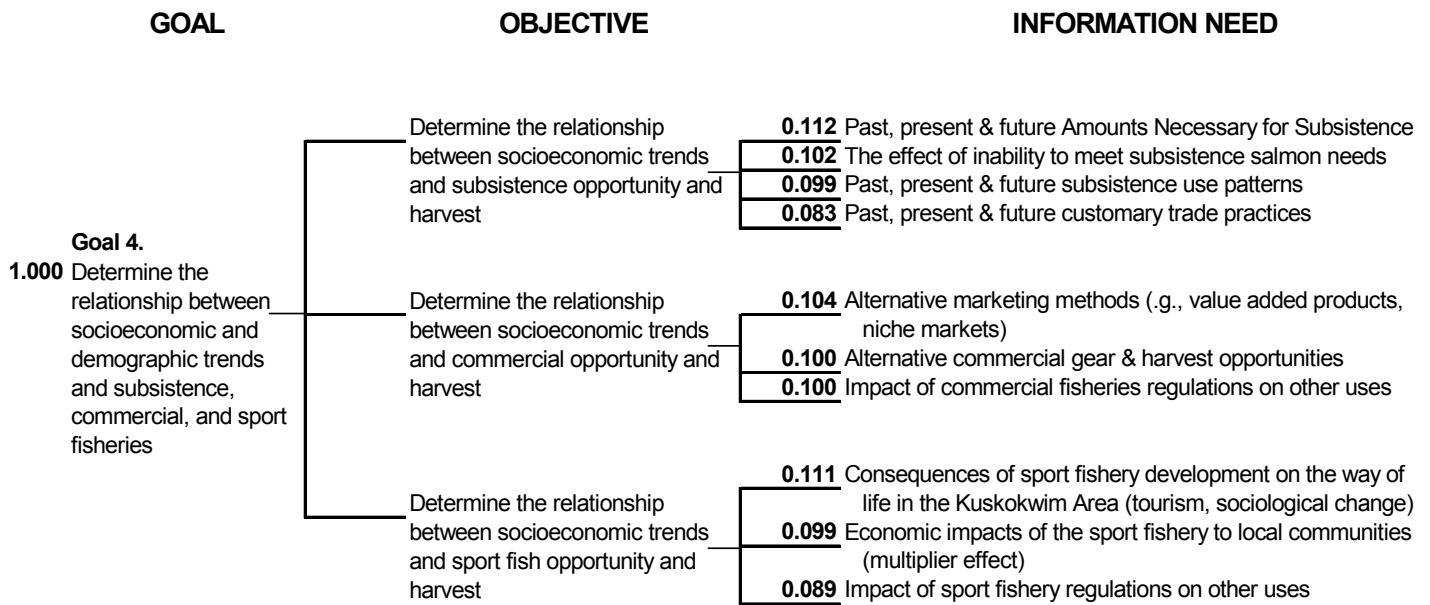 GOAL
OBJECTIVE
INFORMATION NEED
Goal 4.
1.000 Determine the
relationship between
socioeconomic and
demographic trends
and subsistence,
commercial, and sport
fisheries
Determine the relationship
between socioeconomic trends
and subsistence opportunity and
harvest
0.112 Past, present & future Amounts Necessary for Subsistence
0.102 The effect of inability to meet subsistence salmon needs
0.099 Past, present & future subsistence use patterns
0.083 Past, present & future customary trade practices
Determine the relationship
between socioeconomic trends
and commercial opportunity and
harvest
0.104 Alternative marketing methods (.g., value added products,
niche markets)
0.100 Alternative commercial gear & harvest opportunities
0.100 Impact of commercial fisheries regulations on other uses
Determine the relationship
between socioeconomic trends
and sport fish opportunity and
harvest
0.111 Consequences of sport fishery development on the way of
life in the Kuskokwim Area (tourism, sociological change)
0.099 Economic impacts of the sport fishery to local communities
(multiplier effect)
0.089 Impact of sport fishery regulations on other uses